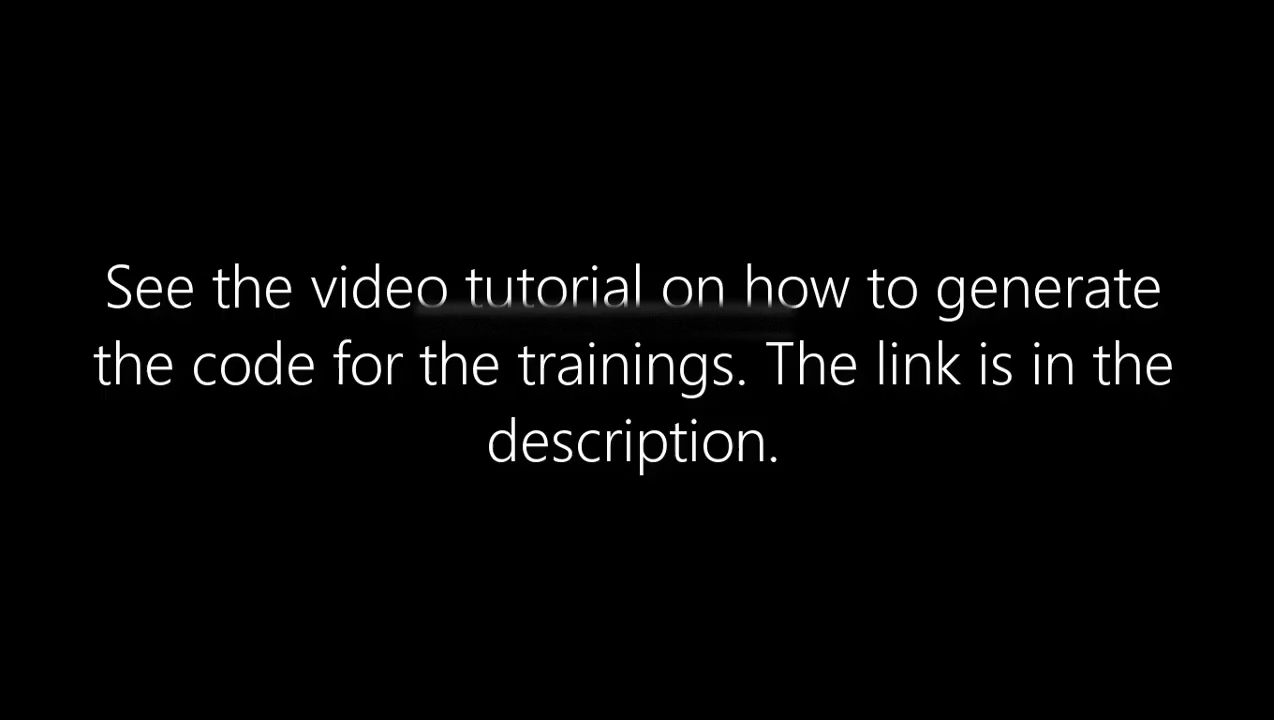 See the video tutorial on how to generate
the code for the trainings. The link is in the
description.